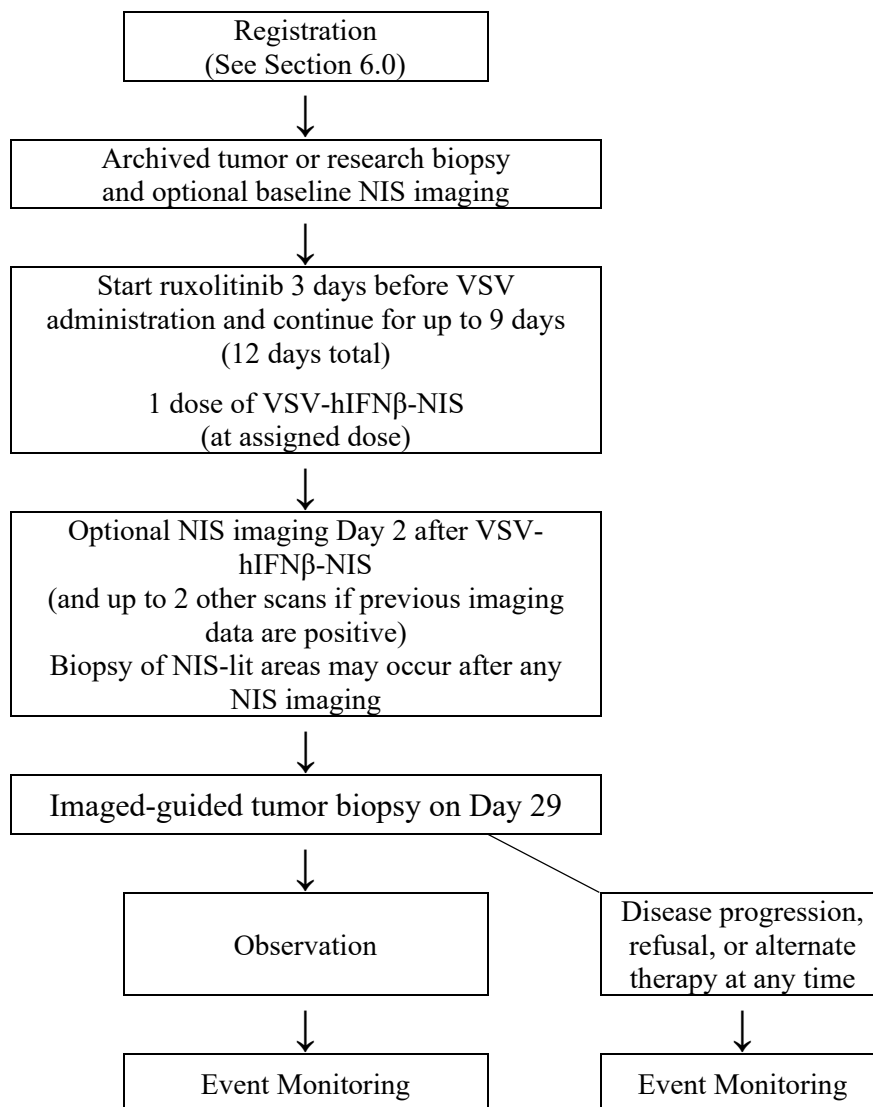 Registration
(See Section 6.0)
Archived tumor or research biopsy
and optional baseline NIS imaging
Start ruxolitinib 3 days before VSV
administration and continue for up to 9 days
(12 days total)
1 dose of VSV-hIFNβ-NIS
(at assigned dose)
Optional NIS imaging Day 2 after VSV-
hIFNβ-NIS
(and up to 2 other scans if previous imaging
data are positive)
Biopsy of NIS-lit areas may occur after any
NIS imaging
Imaged-guided tumor biopsy on Day 29
Observation
Disease progression,
refusal, or alternate
therapy at any time
Event Monitoring
Event Monitoring